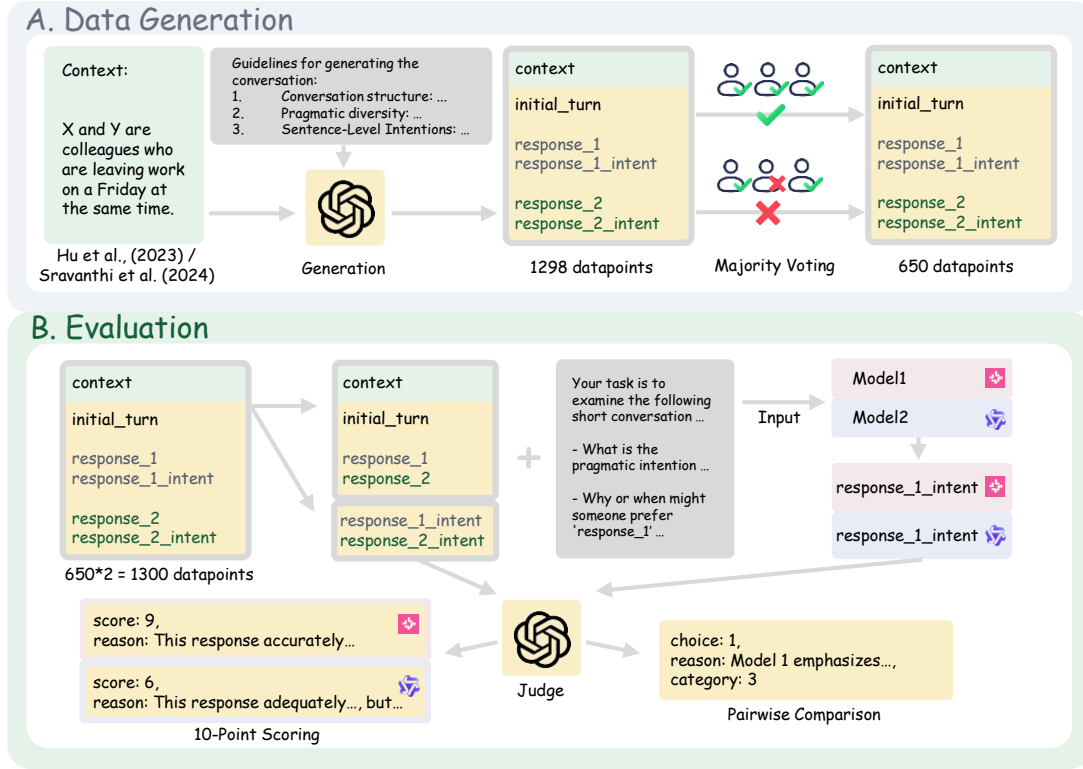 A. Data Generation
Context:
X and Y are
colleagues who
are leaving work
on a Friday at
the same time.
Hu et al., (2023) /
Sravanthi et al. (2024)
Guidelines for generating the
conversation:
1. Conversation structure: ...
2. Pragmatic diversity: ...
3. Sentence-Level Intentions: ...
Generation
context
initial_turn
response_1
response_1_intent
response_2
response_2_intent
1298 datapoints
Majority Voting
context
initial_turn
response_1
response_1_intent
response_2
response_2_intent
650 datapoints
B. Evaluation
context
initial_turn
response_1
response_1_intent
response_2
response_2_intent
650*2 = 1300 datapoints
context
initial_turn
response_1
response_2
response_1_intent
response_2_intent
+
Your task is to
examine the following
short conversation ...
- What is the
pragmatic intention ...
- Why or when might
someone prefer
'response_1' ...
Input
Model1
Model2
response_1_intent
response_1_intent
score: 9,
reason: This response accurately...
score: 6,
reason: This response adequately..., but...
10-Point Scoring
Judge
choice: 1,
reason: Model 1 emphasizes...,
category: 3
Pairwise Comparison